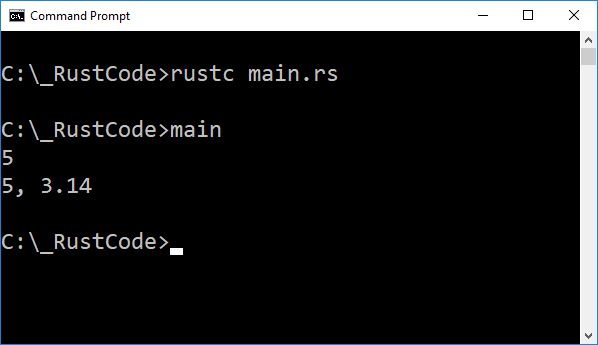 Command Prompt
C:\_RustCode>rustc main.rs
C:\_RustCode>main
5
5, 3.14
C:\_RustCode>